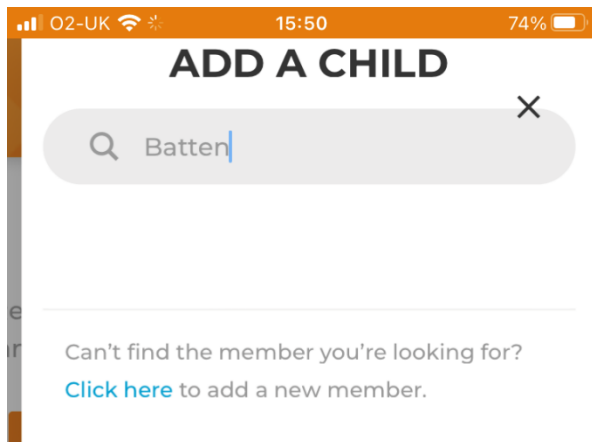 O2-UK 15:50 74%
ADD A CHILD
Batten
Can't find the member you're looking for?
Click here to add a new member.